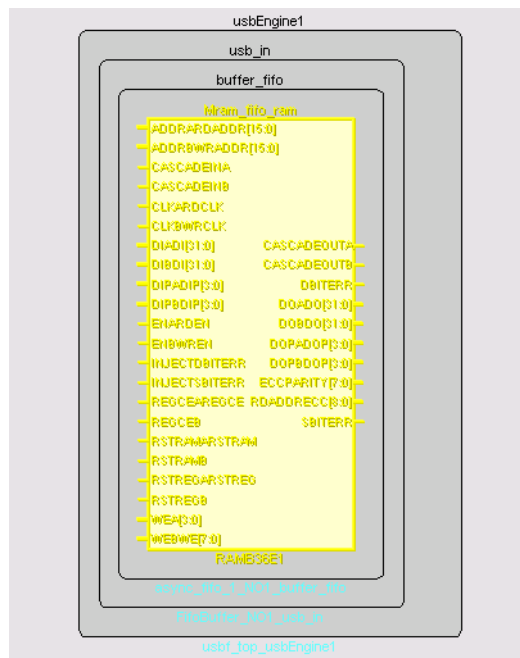 usbEngine1
usb_in
buffer_fifo
Mram_fifo_ram
ADDRARDADDR[15:0]
ADDRBWRADDR[15:0]
CASCADEINA
CASCADEINB
CLKARDCLK
CLKBWRCLK
DIADI[31:0] CASCADEOUTA
DIBDI[31:0] CASCADEOUTB
DIPADIP[3:0] DBITERR
DIPBDIP[3:0] DOADO[31:0]
ENARDEN DOBDO[31:0]
ENBWREN DOPADOP[3:0]
INJECTDBITERR DOPBDOP[3:0]
INJECTSBITERR ECCPARITY[7:0]
REGCEAREGCE RDADDRECC[8:0]
REGCEB SBITERR
RSTRAMARSTRAM
RSTRAMB
RSTREGARSTREG
RSTREGB
WEA[3:0]
WEBWE[7:0]
RAMB36E1
async_fifo_1_NO1_buffer_fifo
FifoBuffer_NO1_usb_in
usbf_top_usbEngine1